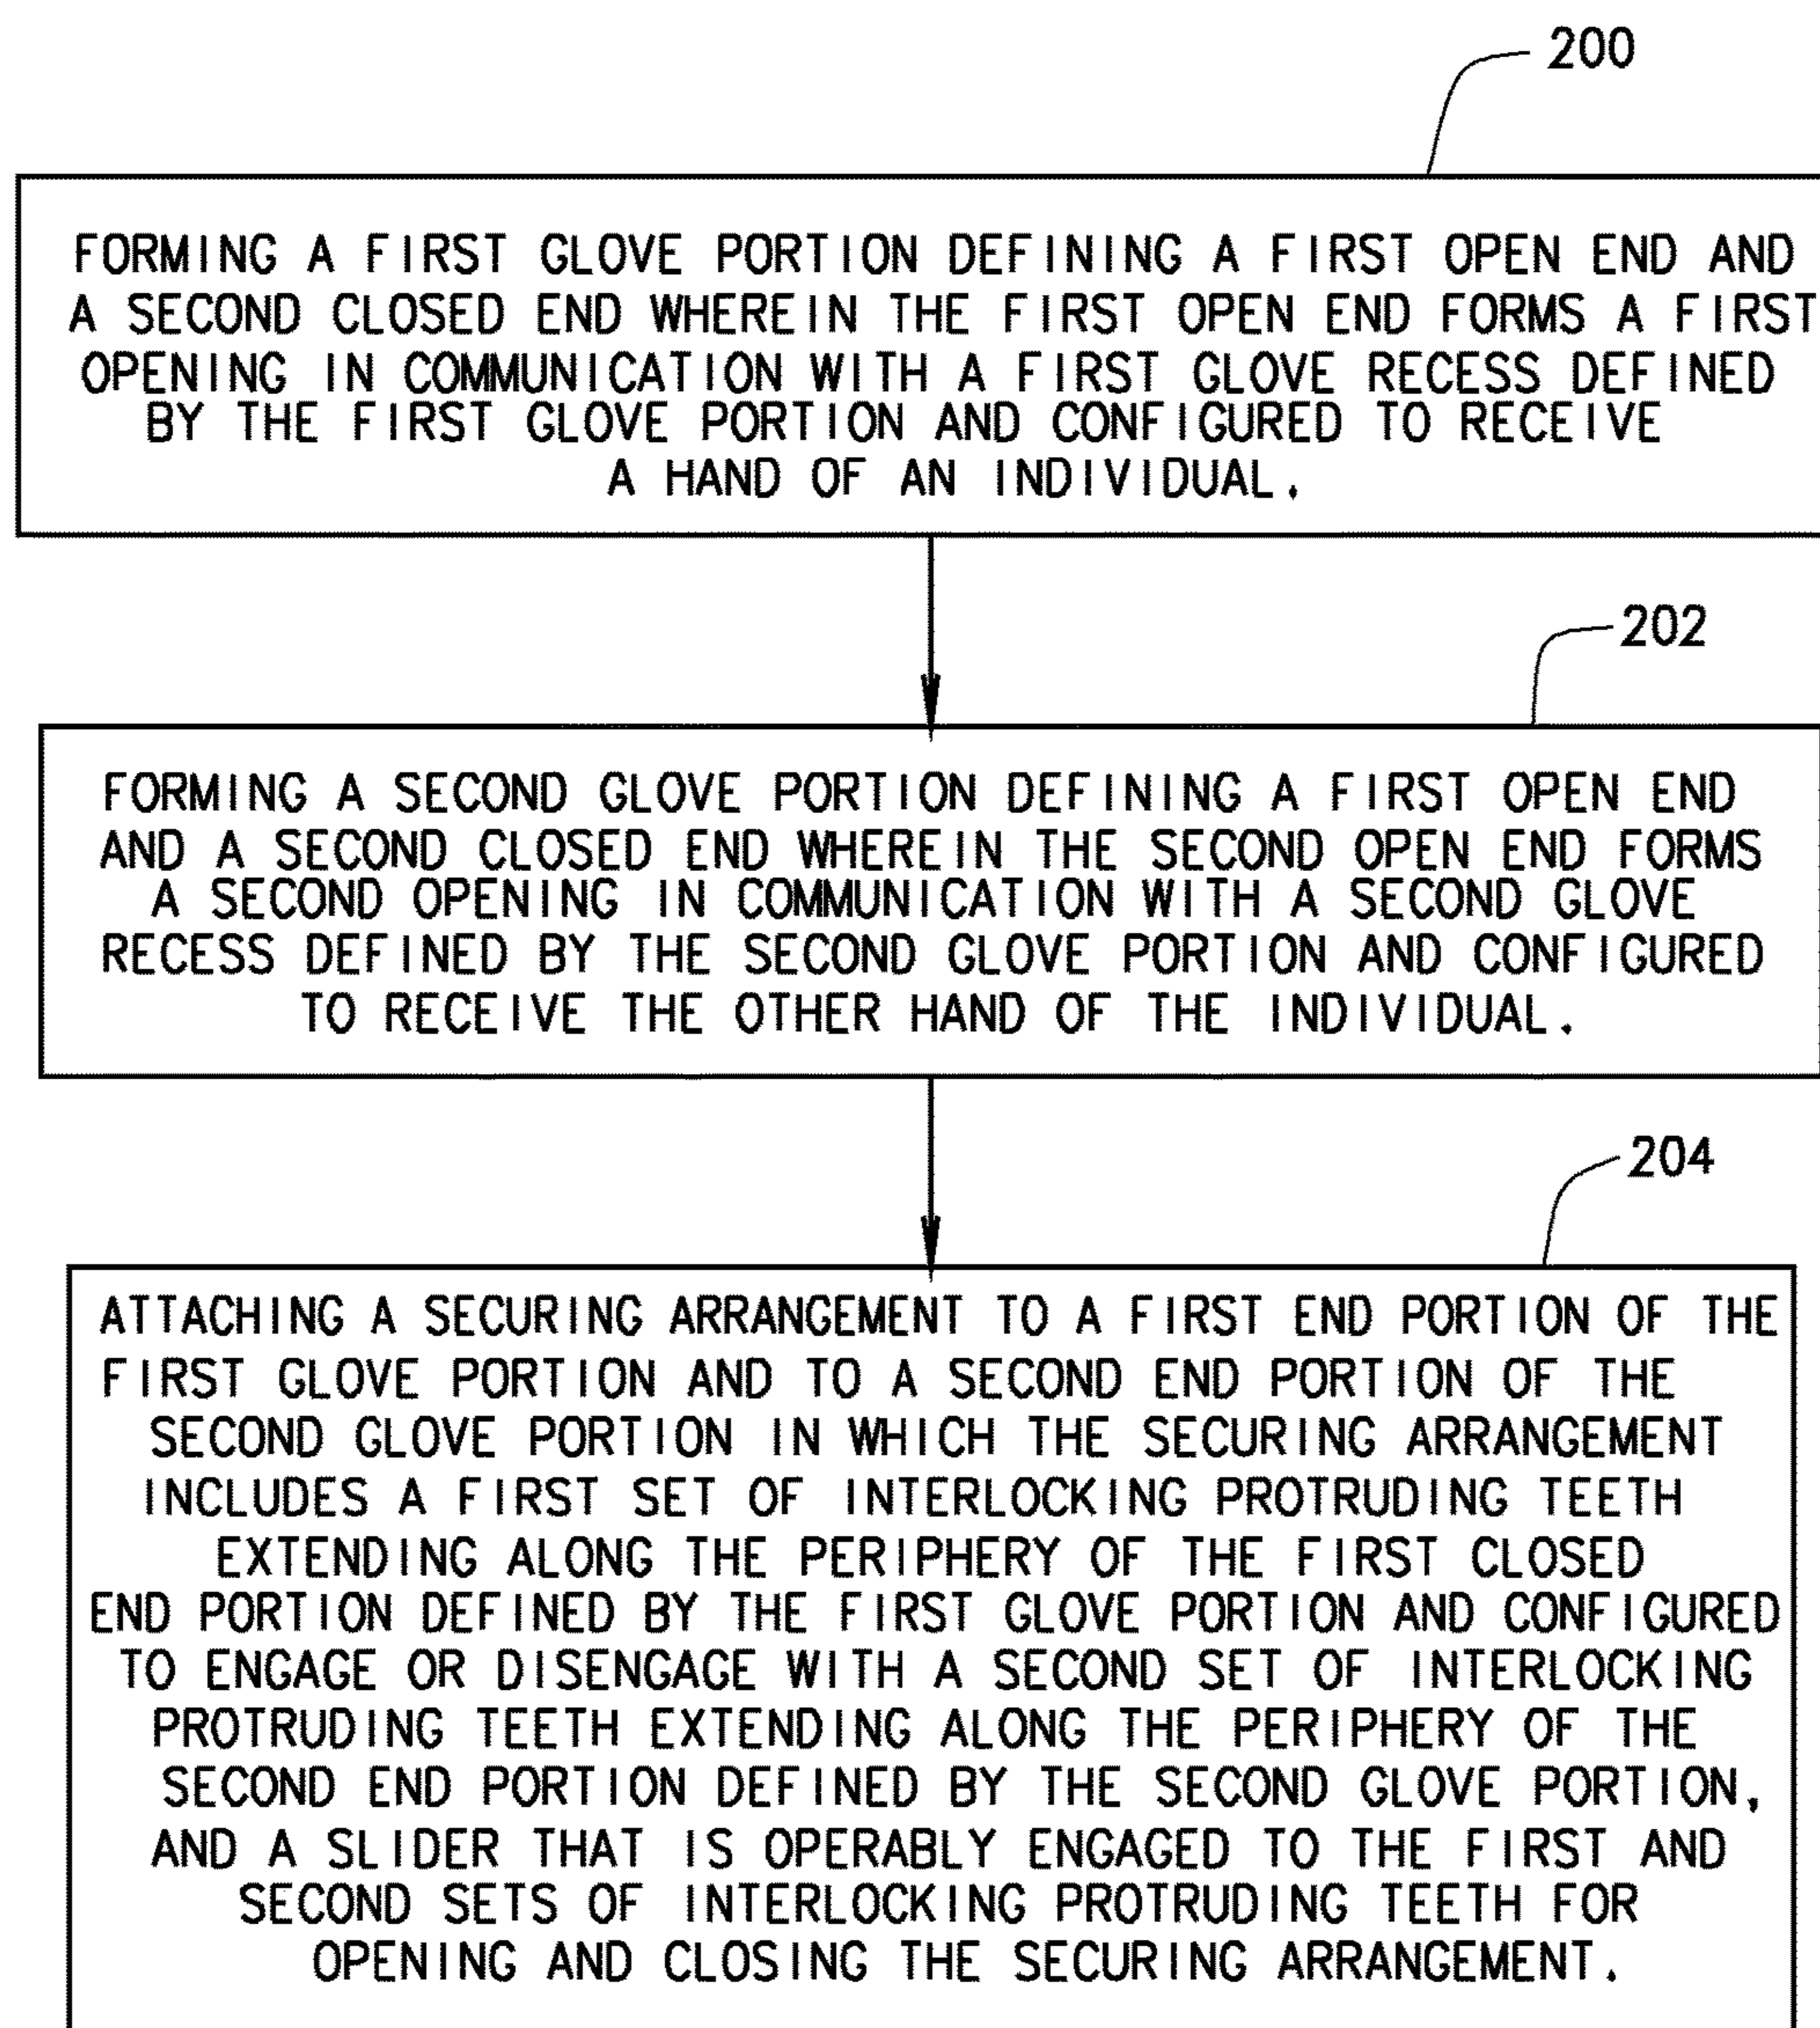 200
FORMING A FIRST GLOVE PORTION DEFINING A FIRST OPEN END AND
A SECOND CLOSED END WHEREIN THE FIRST OPEN END FORMS A FIRST
OPENING IN COMMUNICATION WITH A FIRST GLOVE RECESS DEFINED
BY THE FIRST GLOVE PORTION AND CONFIGURED TO RECEIVE
A HAND OF AN INDIVIDUAL.
202
FORMING A SECOND GLOVE PORTION DEFINING A FIRST OPEN END
AND A SECOND CLOSED END WHEREIN THE SECOND OPEN END FORMS
A SECOND OPENING IN COMMUNICATION WITH A SECOND GLOVE
RECESS DEFINED BY THE SECOND GLOVE PORTION AND CONFIGURED
TO RECEIVE THE OTHER HAND OF THE INDIVIDUAL.
204
ATTACHING A SECURING ARRANGEMENT TO A FIRST END PORTION OF THE
FIRST GLOVE PORTION AND TO A SECOND END PORTION OF THE
SECOND GLOVE PORTION IN WHICH THE SECURING ARRANGEMENT
INCLUDES A FIRST SET OF INTERLOCKING PROTRUDING TEETH
EXTENDING ALONG THE PERIPHERY OF THE FIRST CLOSED
END PORTION DEFINED BY THE FIRST GLOVE PORTION AND CONFIGURED
TO ENGAGE OR DISENGAGE WITH A SECOND SET OF INTERLOCKING
PROTRUDING TEETH EXTENDING ALONG THE PERIPHERY OF THE
SECOND END PORTION DEFINED BY THE SECOND GLOVE PORTION,
AND A SLIDER THAT IS OPERABLY ENGAGED TO THE FIRST AND
SECOND SETS OF INTERLOCKING PROTRUDING TEETH FOR
OPENING AND CLOSING THE SECURING ARRANGEMENT.